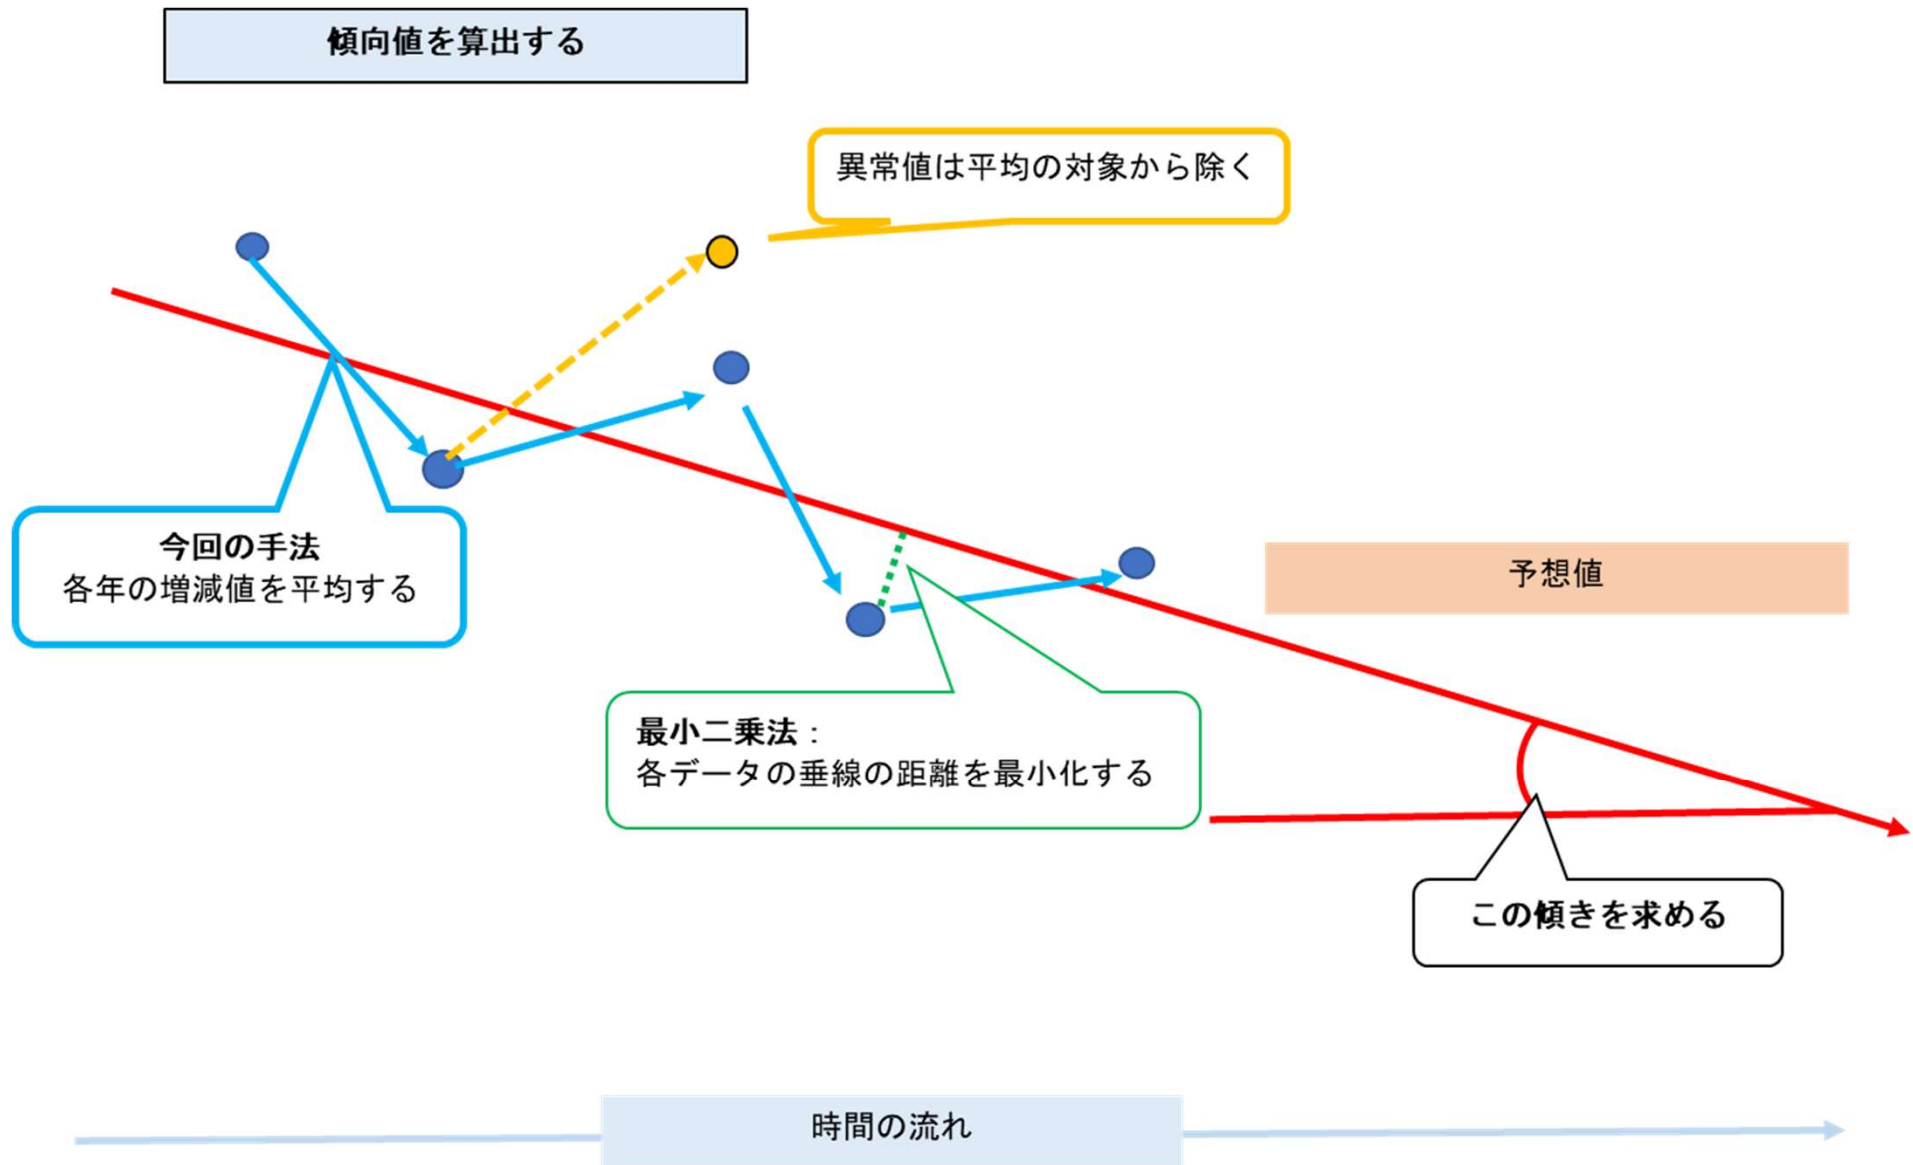 傾向値を算出する
異常値は平均の対象から除く
今回の手法
各年の増減値を平均する
予想値
最小二乗法：
各データの垂線の距離を最小化する
この傾きを求める
時間の流れ